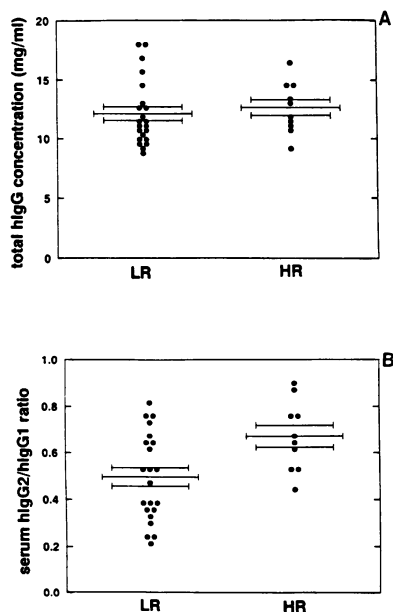 A
total hIgG concentration (mg/ml)
20
15
10
5
0
LR
HR
B
serum hIgG2/hIgG1 ratio
1.0
0.8
0.6
0.4
0.2
0.0
LR
HR